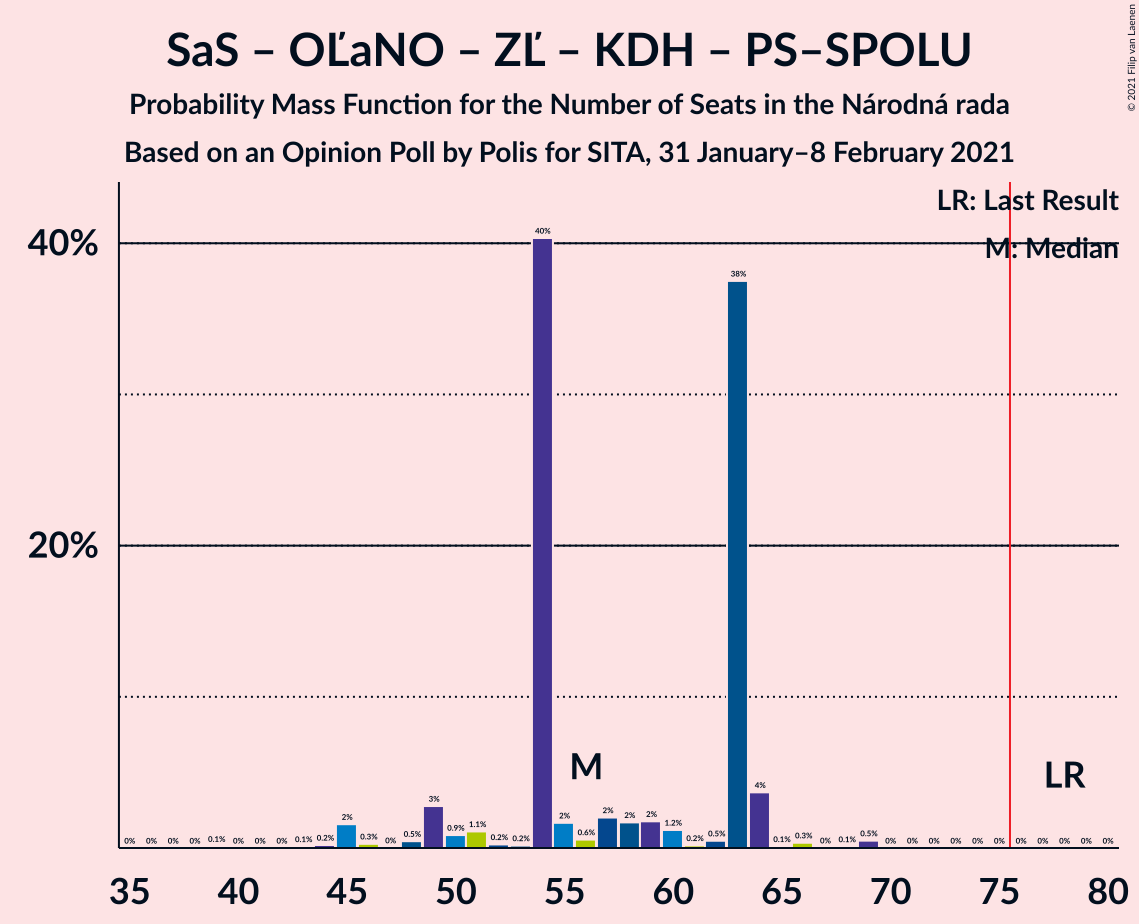 SaS – OĽaNO – ZĽ – KDH – PS–SPOLU
Probability Mass Function for the Number of Seats in the Národná rada
Based on an Opinion Poll by Polis for SITA, 31 January–8 February 2021
© 2021 Filip van Laenen
LR: Last Result
M: Median
40%
20%
0% 0% 0% 0% 0.1% 0% 0% 0% 0.1% 0.2% 2% 0.3% 0% 0.5% 3% 0.9% 1.1% 0.2% 0.2% 40% 2% 0.6% 2% 2% 2% 1.2% 0.2% 0.5% 38% 4% 0.1% 0.3% 0% 0.1% 0.5% 0% 0% 0% 0% 0% 0% 0% 0% 0% 0% 0%
M
LR
35 40 45 50 55 60 65 70 75 80